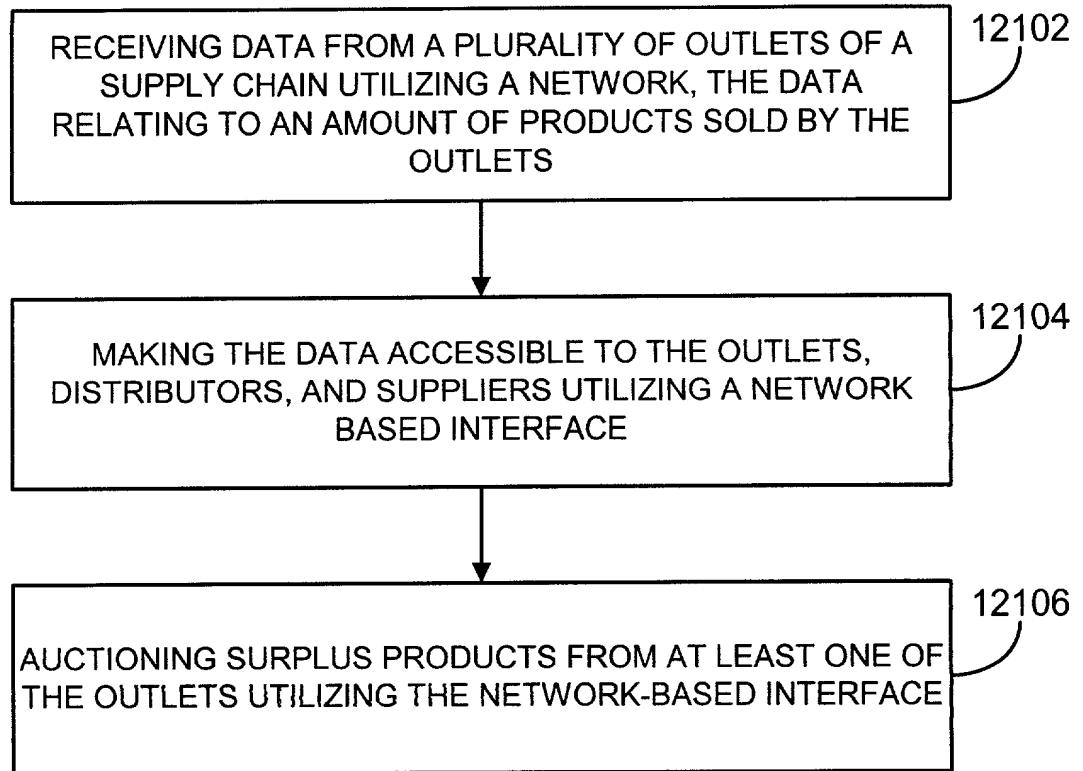 RECEIVING DATA FROM A PLURALITY OF OUTLETS OF A
SUPPLY CHAIN UTILIZING A NETWORK, THE DATA
RELATING TO AN AMOUNT OF PRODUCTS SOLD BY THE
OUTLETS
12102
MAKING THE DATA ACCESSIBLE TO THE OUTLETS,
DISTRIBUTORS, AND SUPPLIERS UTILIZING A NETWORK
BASED INTERFACE
12104
AUCTIONING SURPLUS PRODUCTS FROM AT LEAST ONE OF
THE OUTLETS UTILIZING THE NETWORK-BASED INTERFACE
12106